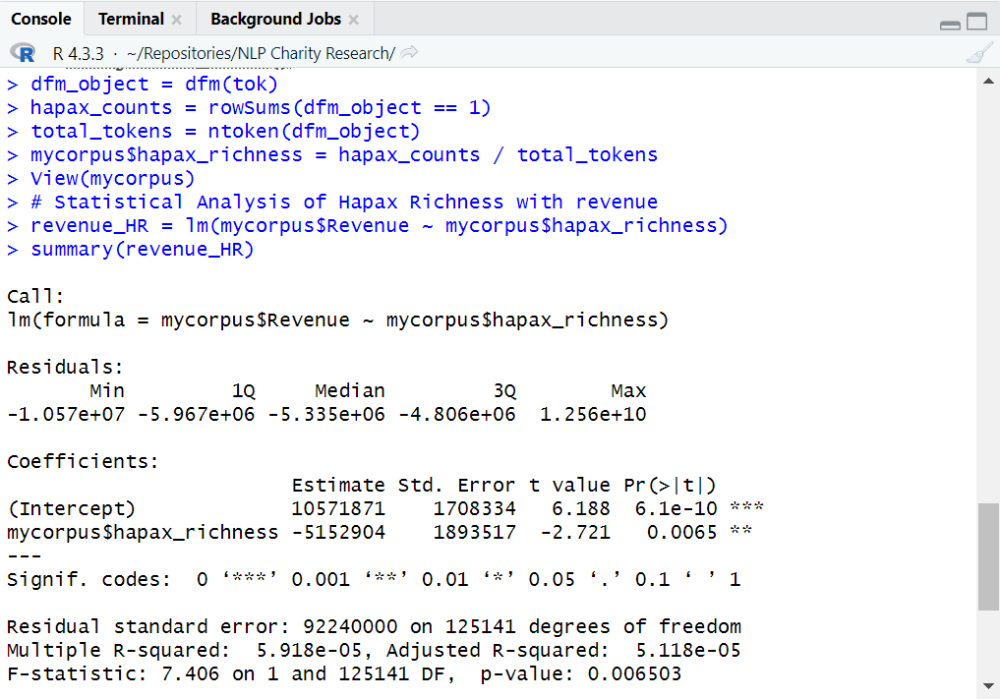 Console Terminal Background Jobs
R R 4.3.3 · ~/Repositories/NLP Charity Research/
> dfm_object = dfm(tok)
> hapax_counts = rowSums(dfm_object == 1)
> total_tokens = ntoken(dfm_object)
> mycorpus$hapax_richness = hapax_counts / total_tokens
> View(mycorpus)
> # Statistical Analysis of Hapax Richness with revenue
> revenue_HR = lm(mycorpus$Revenue ~ mycorpus$hapax_richness)
> summary(revenue_HR)
Call:
lm(formula = mycorpus$Revenue ~ mycorpus$hapax_richness)
Residuals:
Min 1Q Median 3Q Max
-1.057e+07 -5.967e+06 -5.335e+06 -4.806e+06 1.256e+10
Coefficients:
Estimate Std. Error t value Pr(>|t|)
(Intercept) 10571871 1708334 6.188 6.1e-10 ***
mycorpus$hapax_richness -5152904 1893517 -2.721 0.0065 **
---
Signif. codes: 0 ‘***’ 0.001 ‘**’ 0.01 ‘*’ 0.05 ‘.’ 0.1 ‘ ’ 1
Residual standard error: 92240000 on 125141 degrees of freedom
Multiple R-squared: 5.918e-05, Adjusted R-squared: 5.118e-05
F-statistic: 7.406 on 1 and 125141 DF, p-value: 0.006503